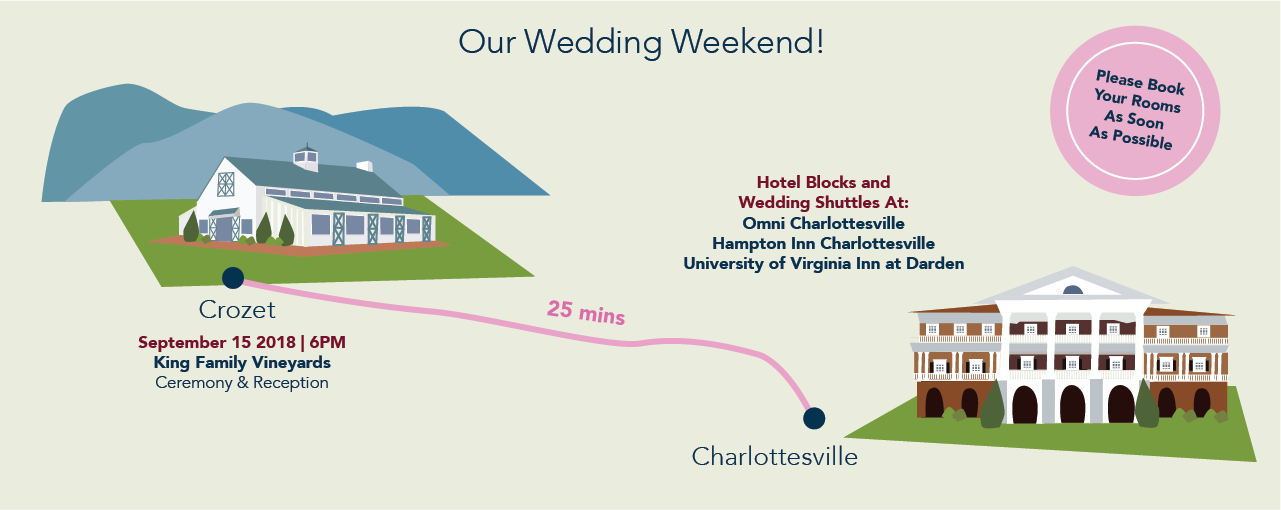 Our Wedding Weekend!
Please Book
Your Rooms
As Soon
As Possible
Hotel Blocks and
Wedding Shuttles At:
Omni Charlottesville
Hampton Inn Charlottesville
University of Virginia Inn at Darden
25 mins
Crozet
September 15 2018 | 6PM
King Family Vineyards
Ceremony & Reception
Charlottesville